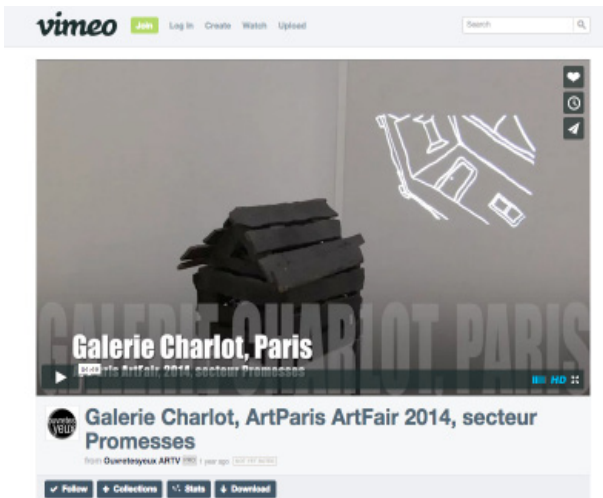 vimeo Join Log In Create Watch Upload Search
GALERIE CHARLOT, PARIS
Galerie Charlot, Paris
ArtParis ArtFair, 2014, secteur Promesses
HD
Galerie Charlot, ArtParis ArtFair 2014, secteur
Promesses
from Ouvretesyeux ARTV 1 year ago
Follow + Collections Stats Download